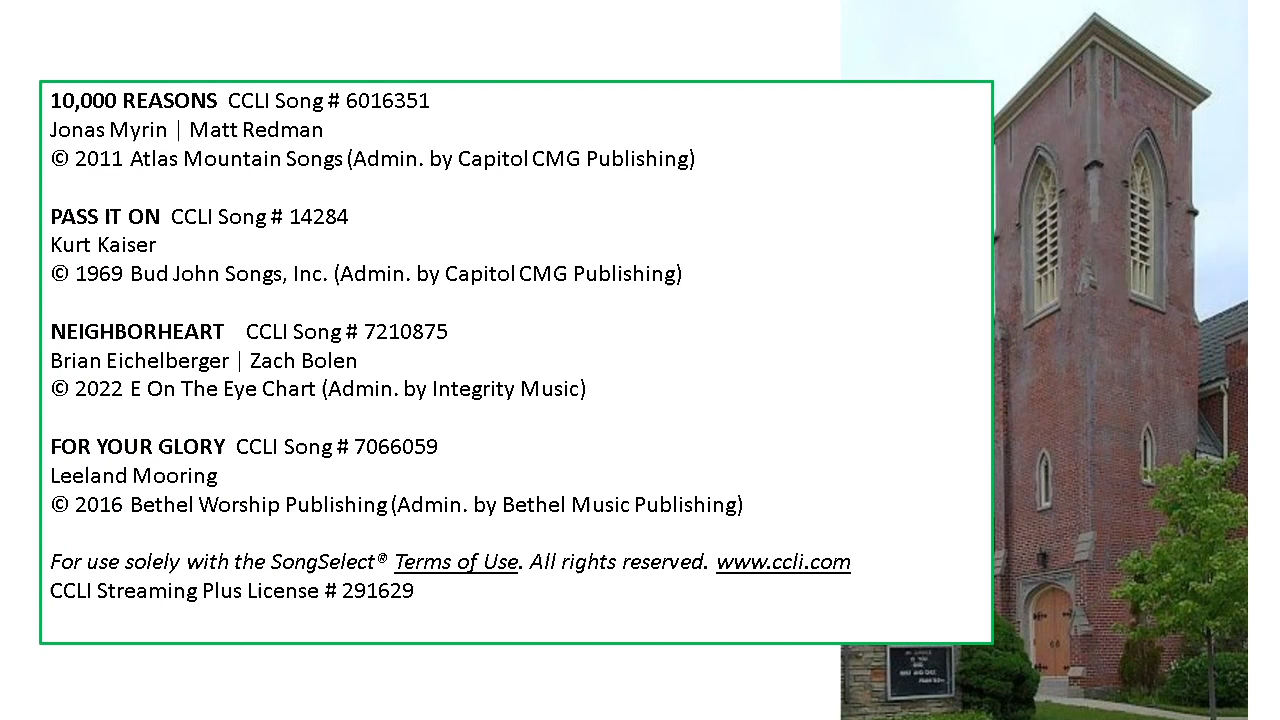 10,000 REASONS CCLI Song # 6016351
Jonas Myrin | Matt Redman
© 2011 Atlas Mountain Songs (Admin. by Capitol CMG Publishing)
PASS IT ON CCLI Song # 14284
Kurt Kaiser
© 1969 Bud John Songs, Inc. (Admin. by Capitol CMG Publishing)
NEIGHBORHEART CCLI Song # 7210875
Brian Eichelberger | Zach Bolen
© 2022 E On The Eye Chart (Admin. by Integrity Music)
FOR YOUR GLORY CCLI Song # 7066059
Leeland Mooring
© 2016 Bethel Worship Publishing (Admin. by Bethel Music Publishing)
For use solely with the SongSelect® Terms of Use. All rights reserved. www.ccli.com
CCLI Streaming Plus License # 291629